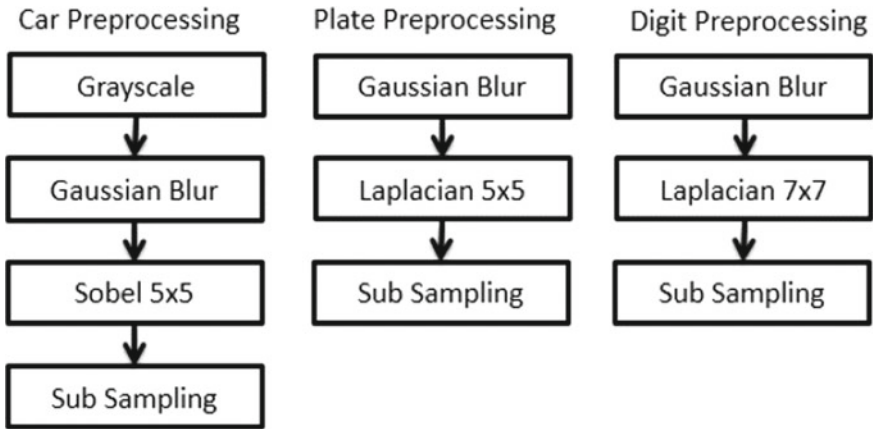 Car Preprocessing
Grayscale
Gaussian Blur
Sobel 5x5
Sub Sampling
Plate Preprocessing
Gaussian Blur
Laplacian 5x5
Sub Sampling
Digit Preprocessing
Gaussian Blur
Laplacian 7x7
Sub Sampling